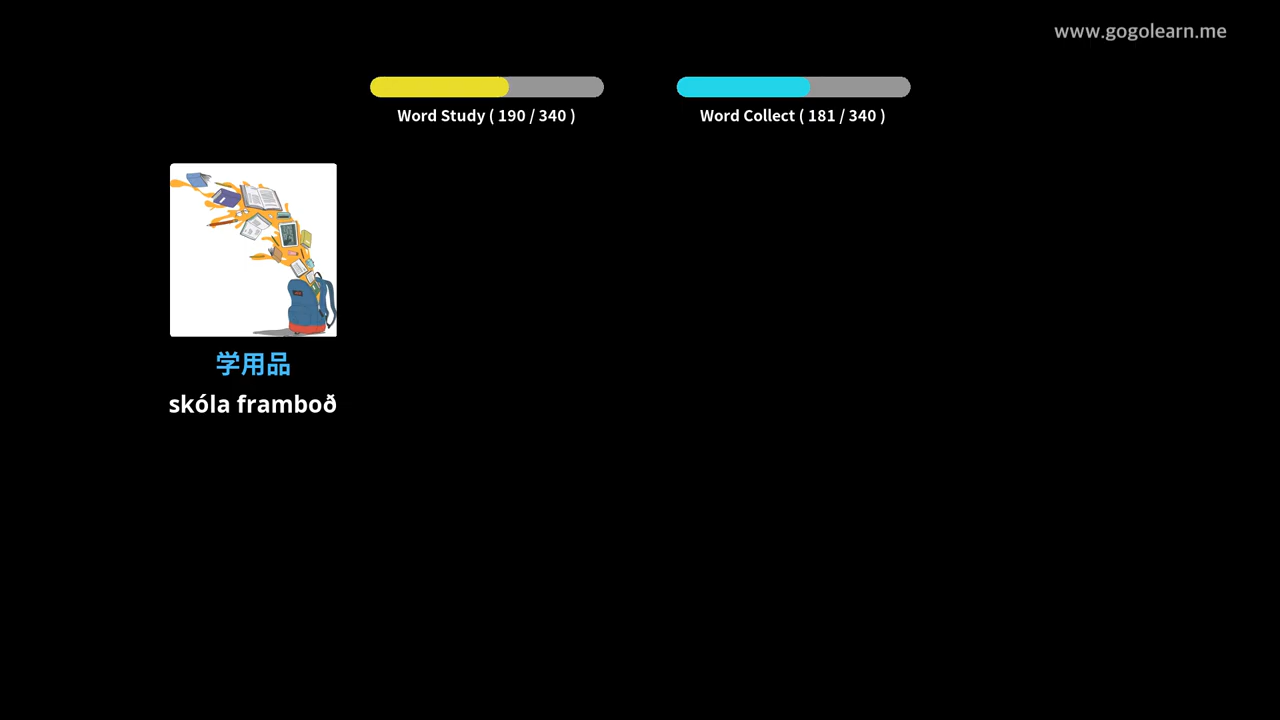 www.gogolearn.me
Word Study ( 190 / 340 )
Word Collect ( 181 / 340 )
学用品
skóla framboð